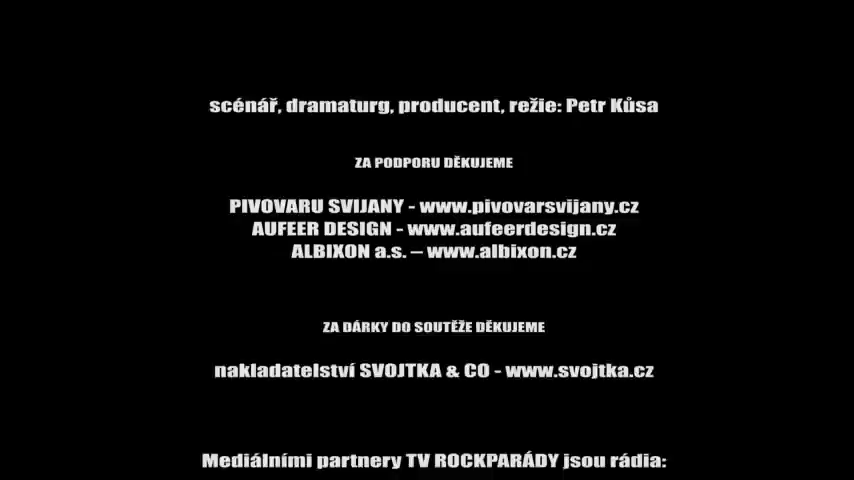 scénář, dramaturg, producent, režie: Petr Kůsa
ZA PODPORU DĚKUJEME
PIVOVARU SVIJANY - www.pivovarsvijany.cz
AUFEER DESIGN - www.aufeerdesign.cz
ALBIXON a.s. – www.albixon.cz
ZA DÁRKY DO SOUTĚŽE DĚKUJEME
nakladatelství SVOJTKA & CO - www.svojtka.cz
Mediálními partnery TV ROCKPARÁDY jsou rádia: